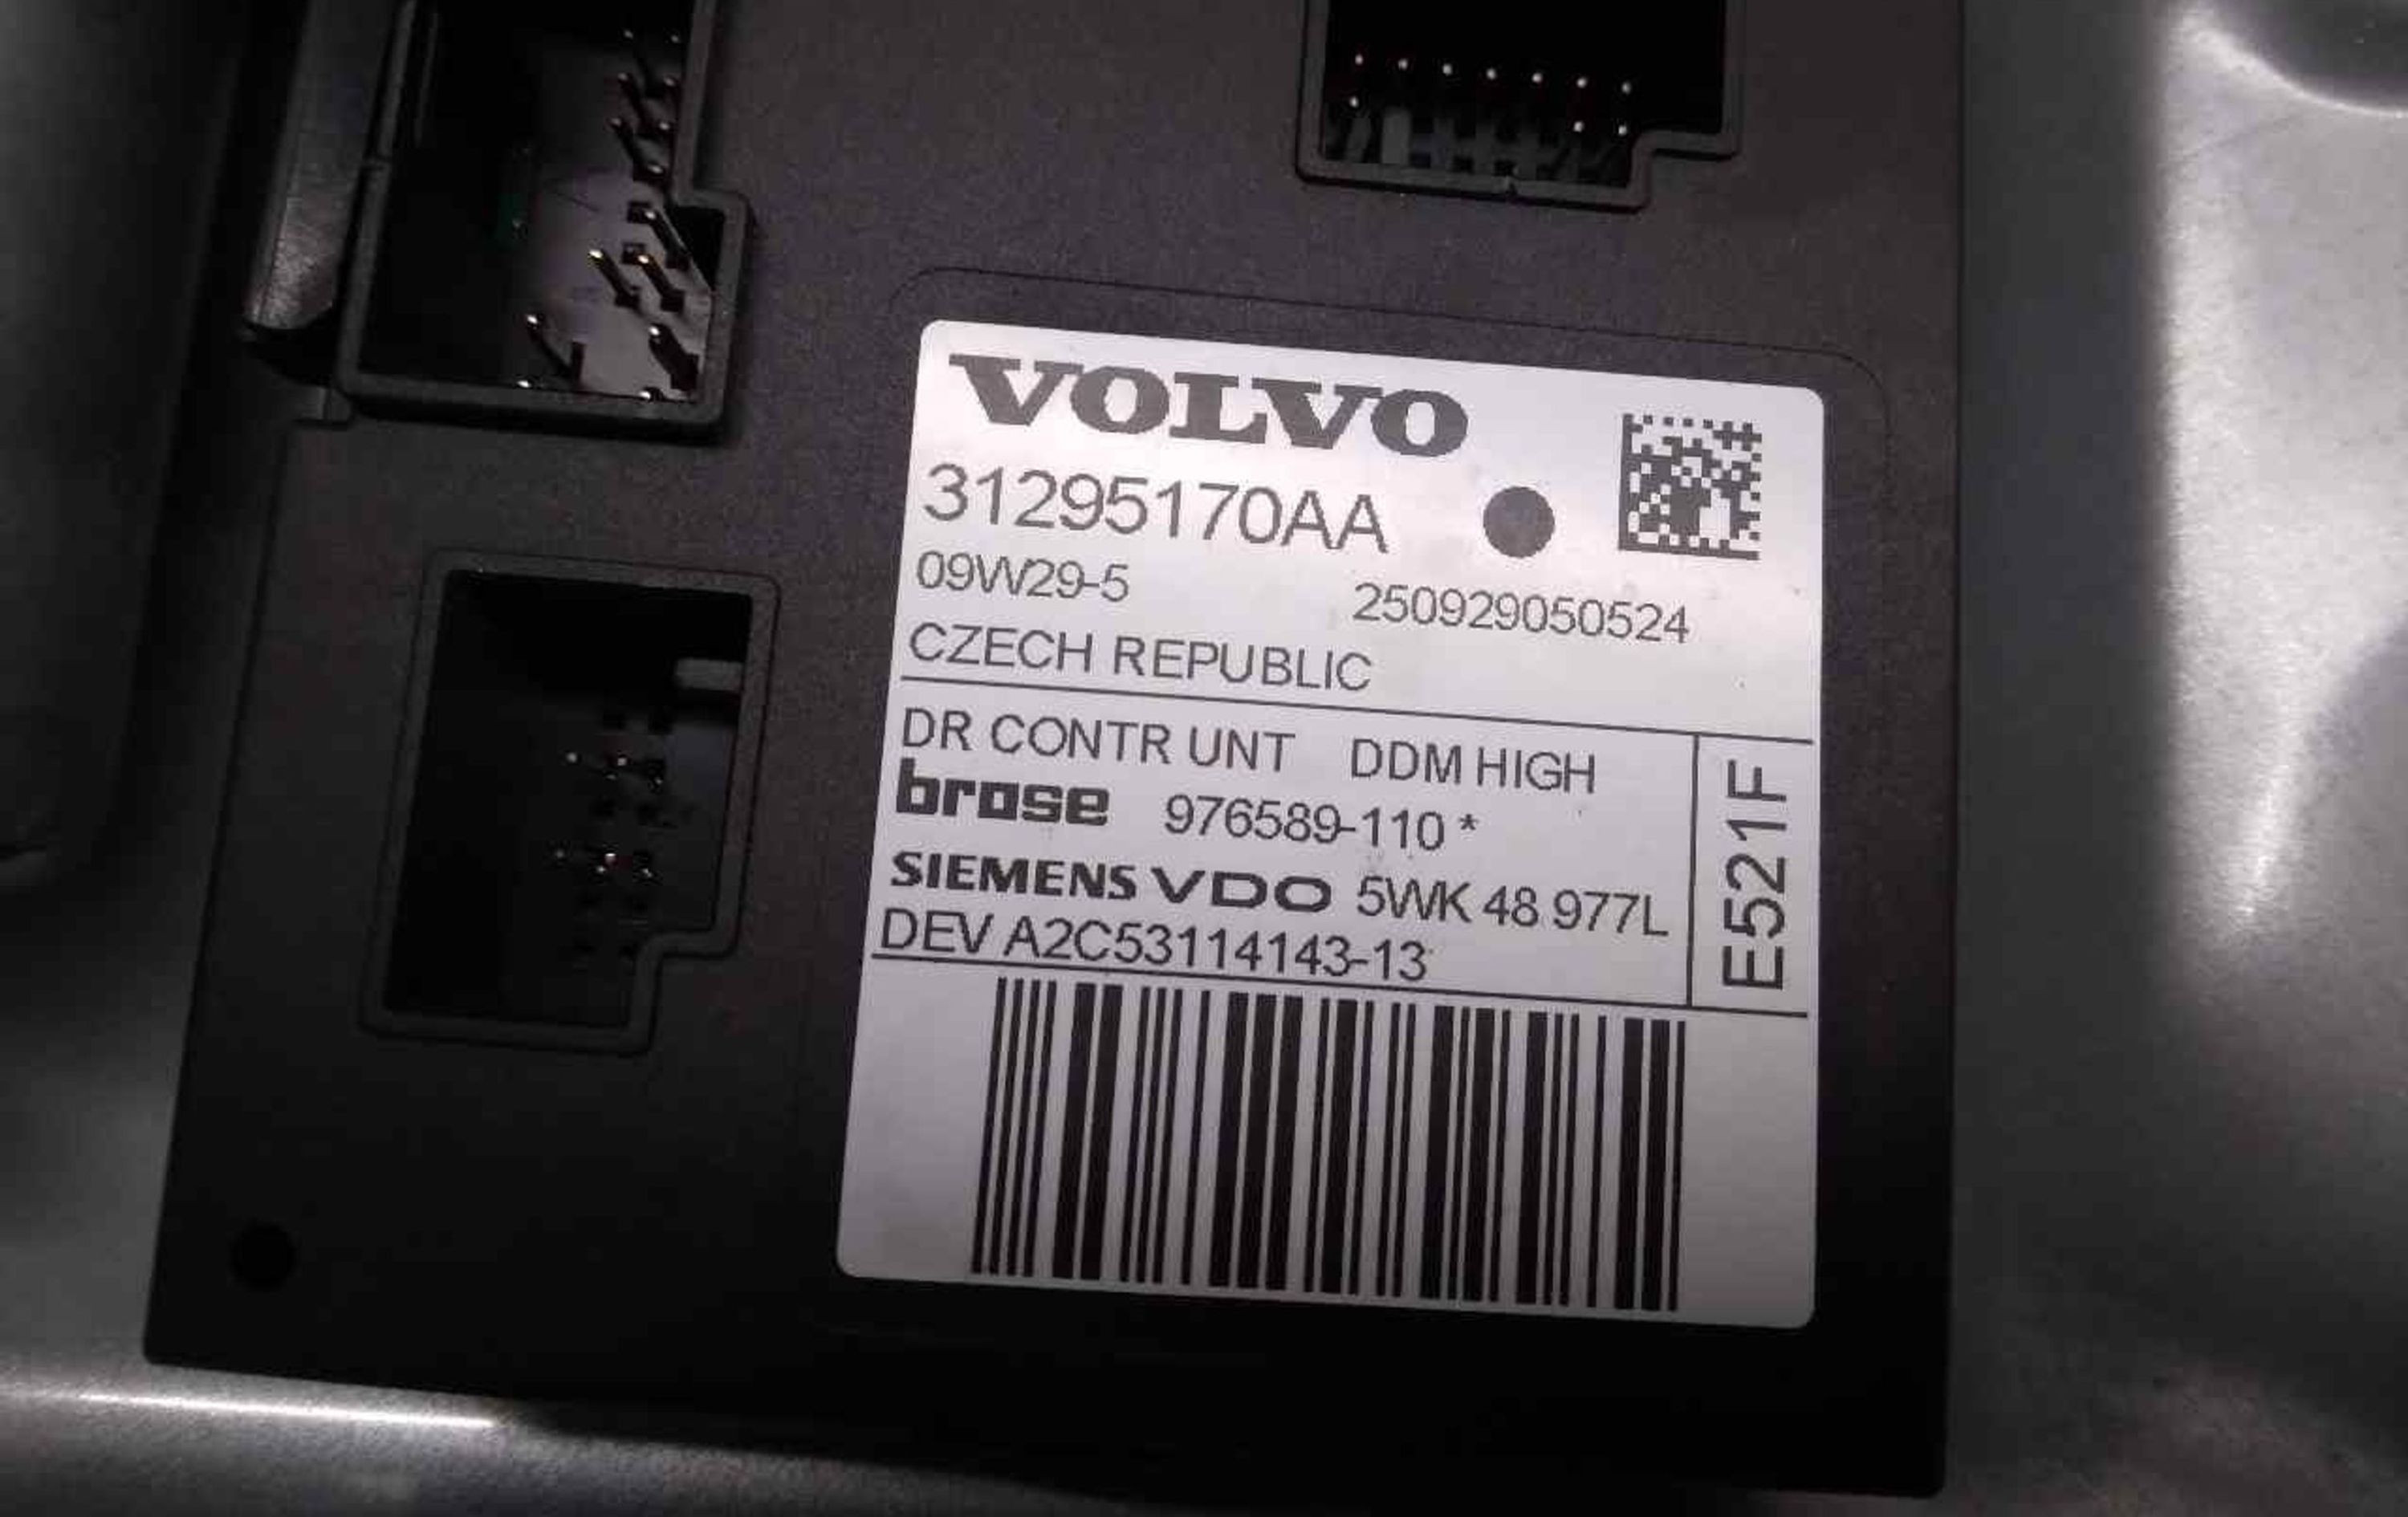 VOLVO
31295170AA
09W29-5 250929050524
CZECH REPUBLIC
DR CONTR UNT DDM HIGH
brose 976589-110 *
SIEMENS VDO 5WK 48 977L
DEV A2C53114143-13
E521F